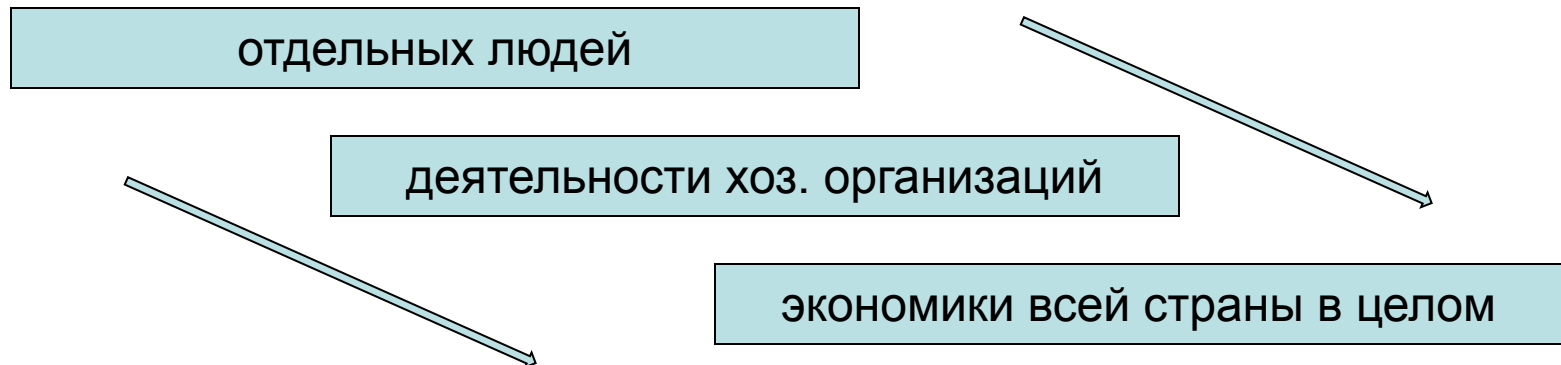 отдельных людей
деятельности хоз. организаций
экономики всей страны в целом